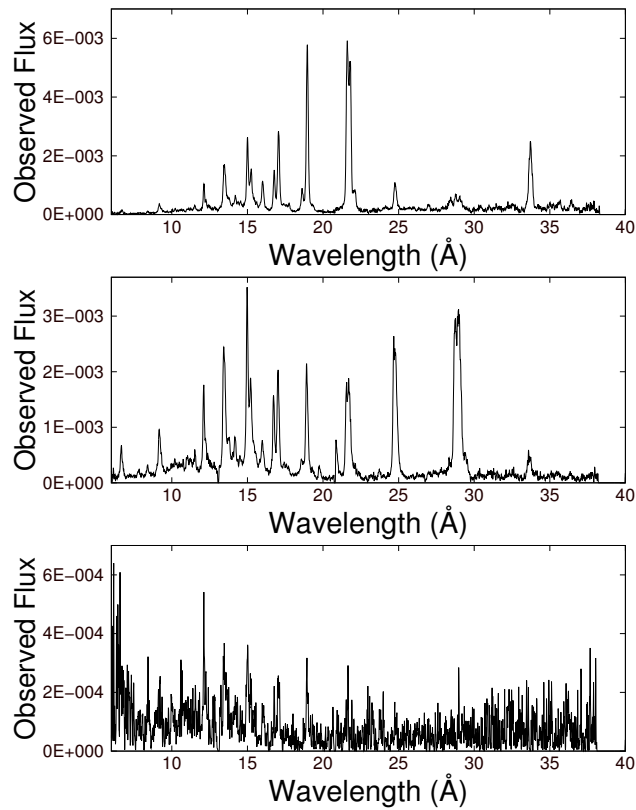 6E−003
4E−003
2E−003
0E+000
Observed Flux
10 15 20 25 30 35 40
Wavelength (Å)
3E−003
2E−003
1E−003
0E+000
Observed Flux
10 15 20 25 30 35 40
Wavelength (Å)
6E−004
4E−004
2E−004
0E+000
Observed Flux
10 15 20 25 30 35 40
Wavelength (Å)